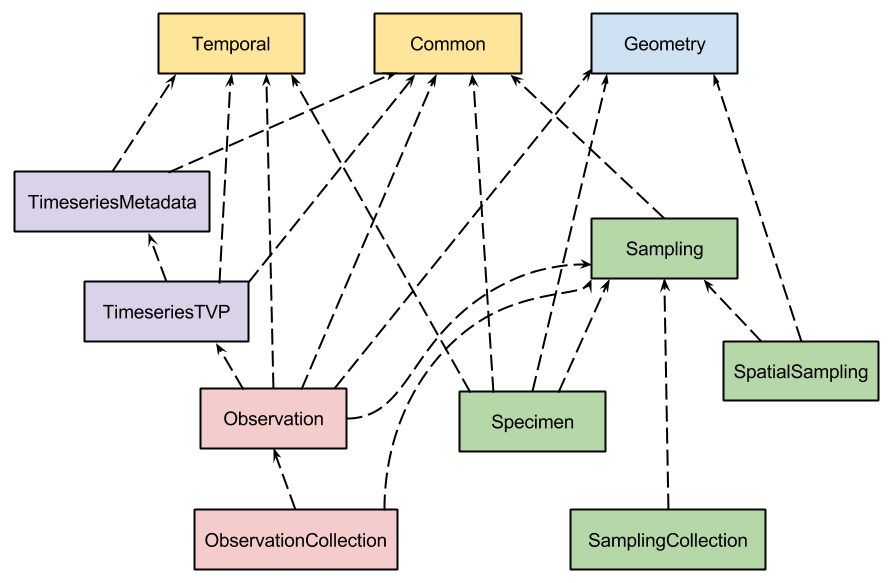 Temporal
Common
Geometry
TimeseriesMetadata
Sampling
TimeseriesTVP
SpatialSampling
Observation
Specimen
ObservationCollection
SamplingCollection